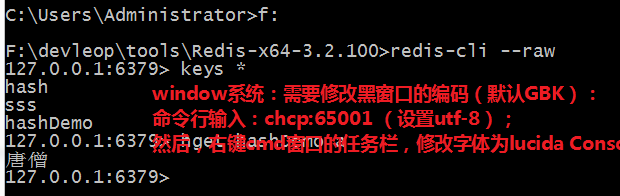 C:\Users\Administrator>f:
F:\devleop\tools\Redis-x64-3.2.100>redis-cli --raw
127.0.0.1:6379> keys *
hash
sss
hashDemo
window系统：需要修改黑窗口的编码（默认GBK）：
命令行输入：chcp:65001 （设置utf-8）；
然后，右键cmd窗口的任务栏，修改字体为lucida Conso
127.0.0.1:6379> hget hashDemo
唐僧
127.0.0.1:6379>